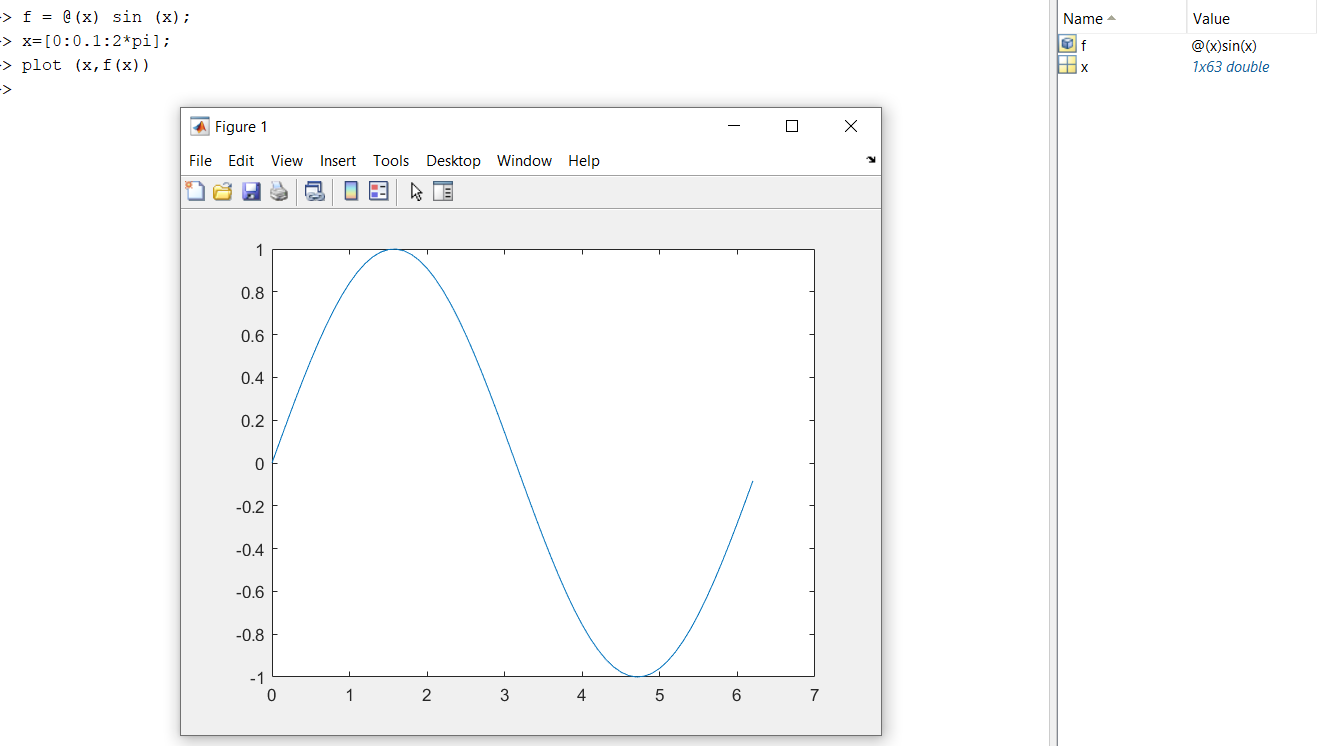 >> f = @(x) sin (x);
>> x=[0:0.1:2*pi];
>> plot (x,f(x))
>>
Name Value
f @(x)sin(x)
x 1x63 double
Figure 1
File Edit View Insert Tools Desktop Window Help
1
0.8
0.6
0.4
0.2
0
-0.2
-0.4
-0.6
-0.8
-1
0 1 2 3 4 5 6 7